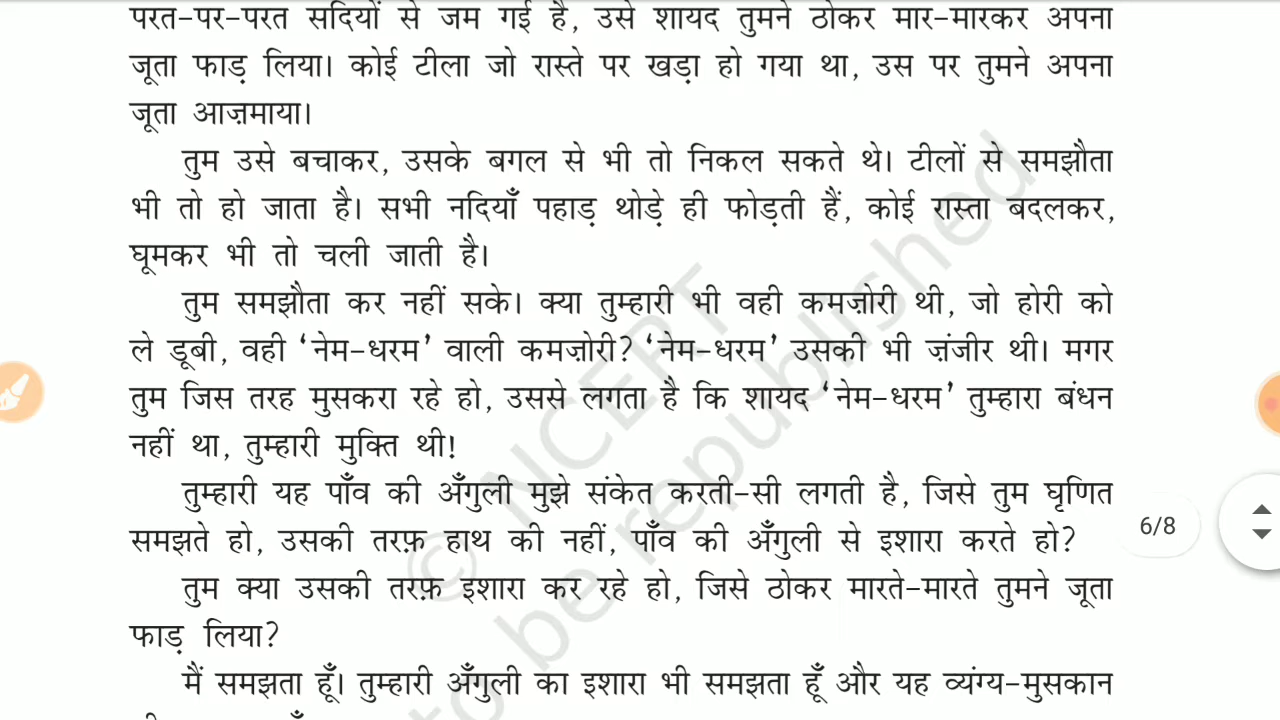 परत-पर-परत सदियों से जम गई है, उसे शायद तुमने ठोकर मार-मारकर अपना
जूता फाड़ लिया। कोई टीला जो रास्ते पर खड़ा हो गया था, उस पर तुमने अपना
जूता आज़माया।
तुम उसे बचाकर, उसके बगल से भी तो निकल सकते थे। टीलों से समझौता
भी तो हो जाता है। सभी नदियाँ पहाड़ थोड़े ही फोड़ती हैं, कोई रास्ता बदलकर,
घूमकर भी तो चली जाती है।
तुम समझौता कर नहीं सके। क्या तुम्हारी भी वही कमज़ोरी थी, जो होरी को
ले डूबी, वही ‘नेम-धरम’ वाली कमज़ोरी? ‘नेम-धरम’ उसकी भी ज़ंजीर थी। मगर
तुम जिस तरह मुसकरा रहे हो, उससे लगता है कि शायद ‘नेम-धरम’ तुम्हारा बंधन
नहीं था, तुम्हारी मुक्ति थी!
तुम्हारी यह पाँव की अँगुली मुझे संकेत करती-सी लगती है, जिसे तुम घृणित
समझते हो, उसकी तरफ़ हाथ की नहीं, पाँव की अँगुली से इशारा करते हो?
तुम क्या उसकी तरफ़ इशारा कर रहे हो, जिसे ठोकर मारते-मारते तुमने जूता
फाड़ लिया?
मैं समझता हूँ। तुम्हारी अँगुली का इशारा भी समझता हूँ और यह व्यंग्य-मुसकान
6/8
© NCERT
to be republished